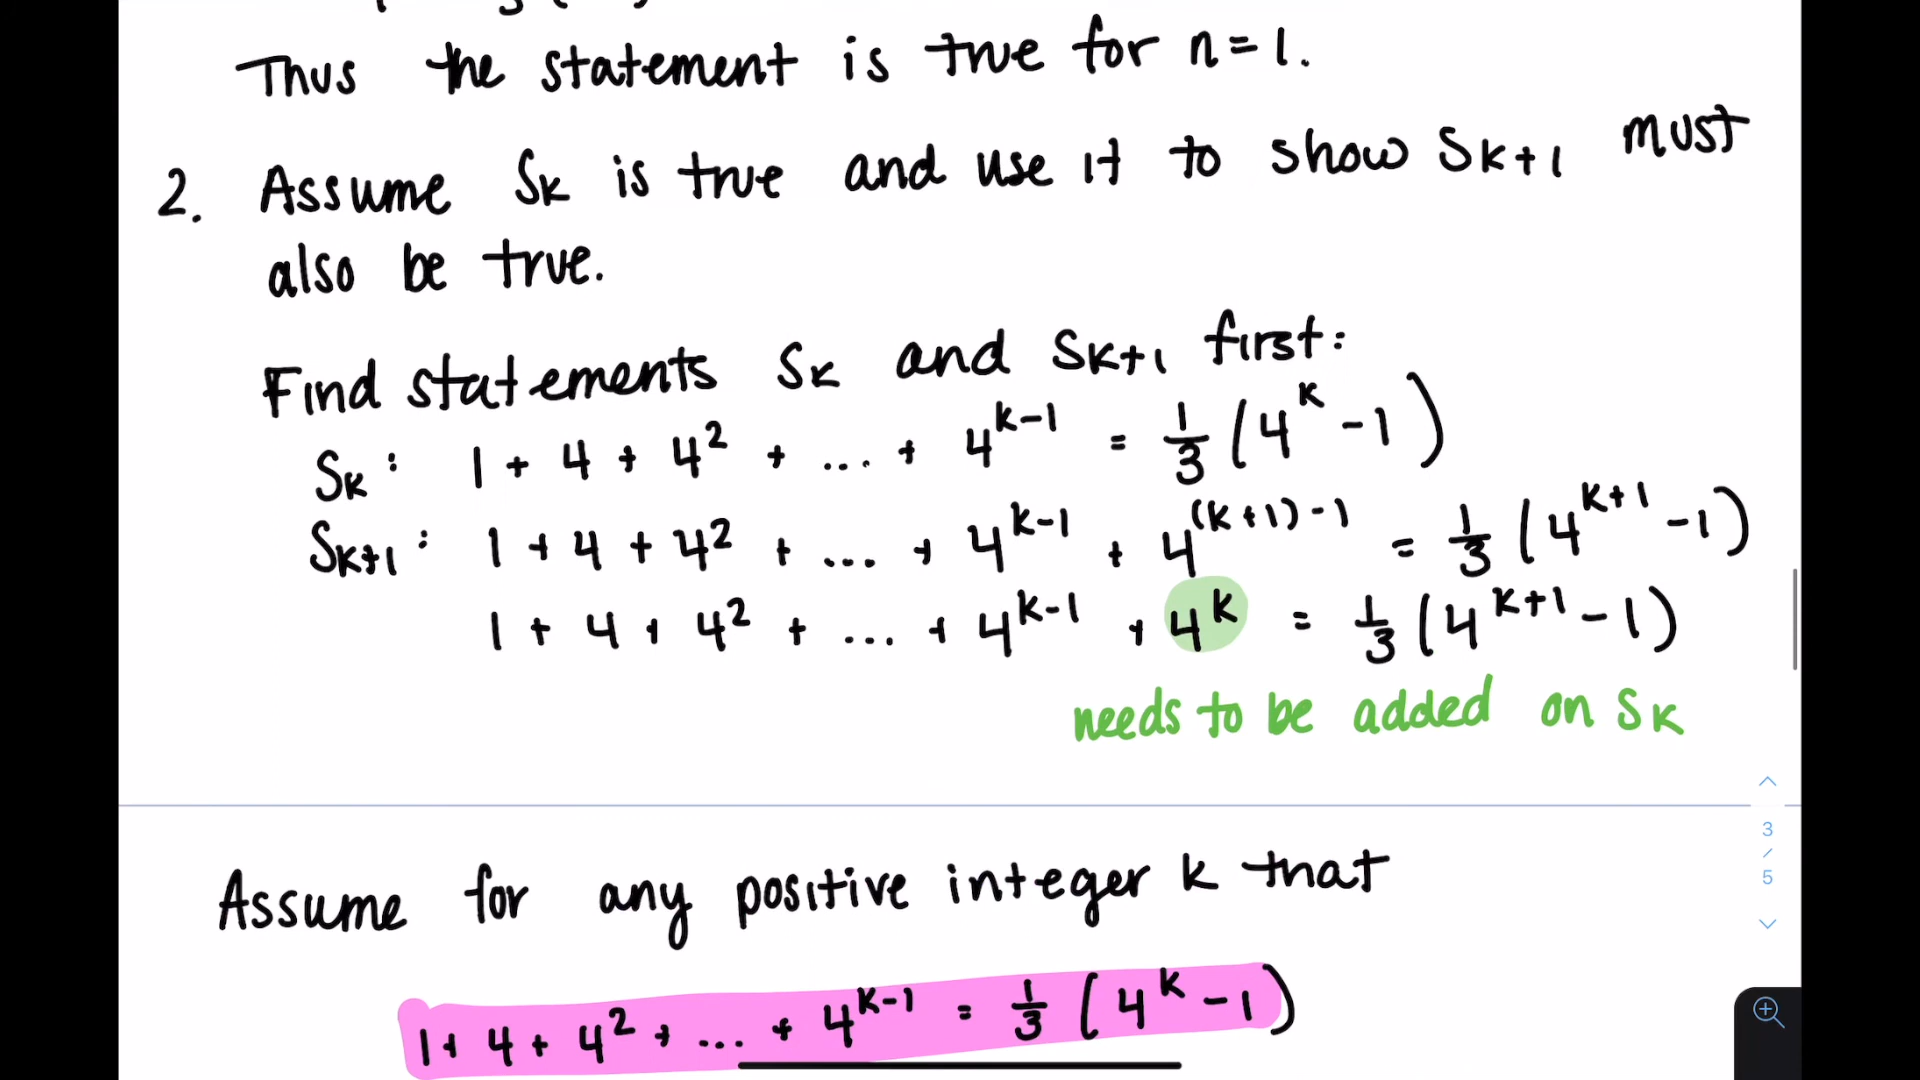 Thus the statement is true for n = 1.
2. Assume Sk is true and use it to show Sk+1 must
also be true.
Find statements Sk and Sk+1 first:
Sk: 1 + 4 + 4² + ... + 4^(k-1) = 1/3 (4^k - 1)
Sk+1: 1 + 4 + 4² + ... + 4^(k-1) + 4^((k+1)-1) = 1/3 (4^(k+1) - 1)
1 + 4 + 4² + ... + 4^(k-1) + 4^k = 1/3 (4^(k+1) - 1)
needs to be added on Sk
3
/
5
Assume for any positive integer k that
1 + 4 + 4² + ... + 4^(k-1) = 1/3 (4^k - 1)